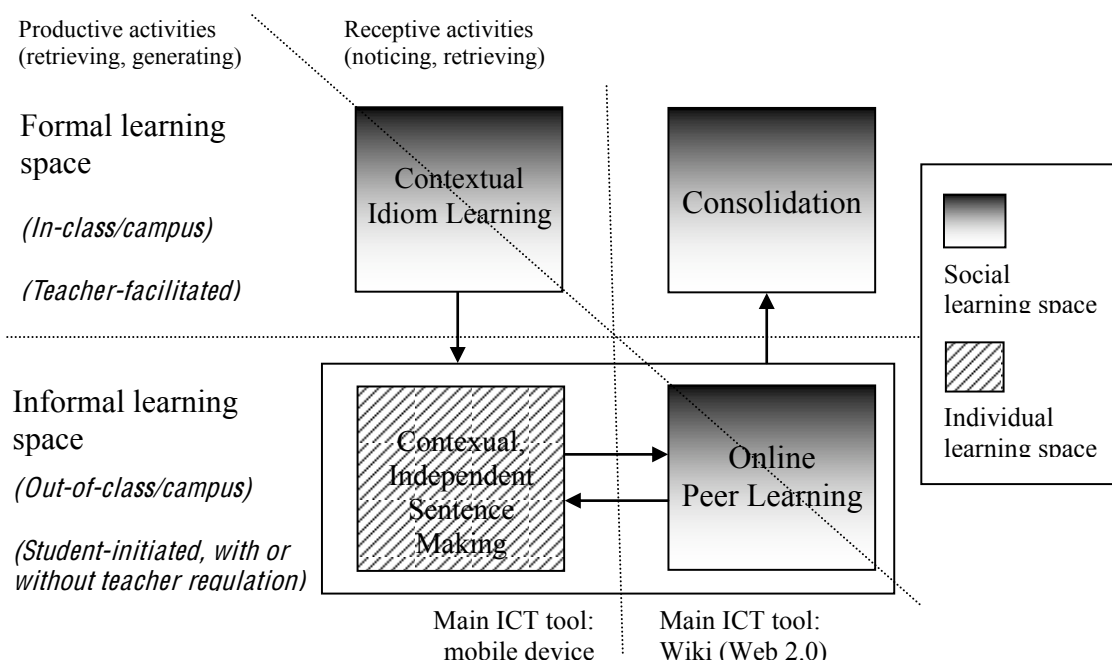 Productive activities
(retrieving, generating)
Receptive activities
(noticing, retrieving)
Formal learning
space
(In-class/campus)
(Teacher-facilitated)
Contextual
Idiom Learning
Consolidation
Social
learning space
Individual
learning space
Informal learning
space
(Out-of-class/campus)
(Student-initiated, with or
without teacher regulation)
Contexual,
Independent
Sentence
Making
Online
Peer Learning
Main ICT tool:
mobile device
Main ICT tool:
Wiki (Web 2.0)